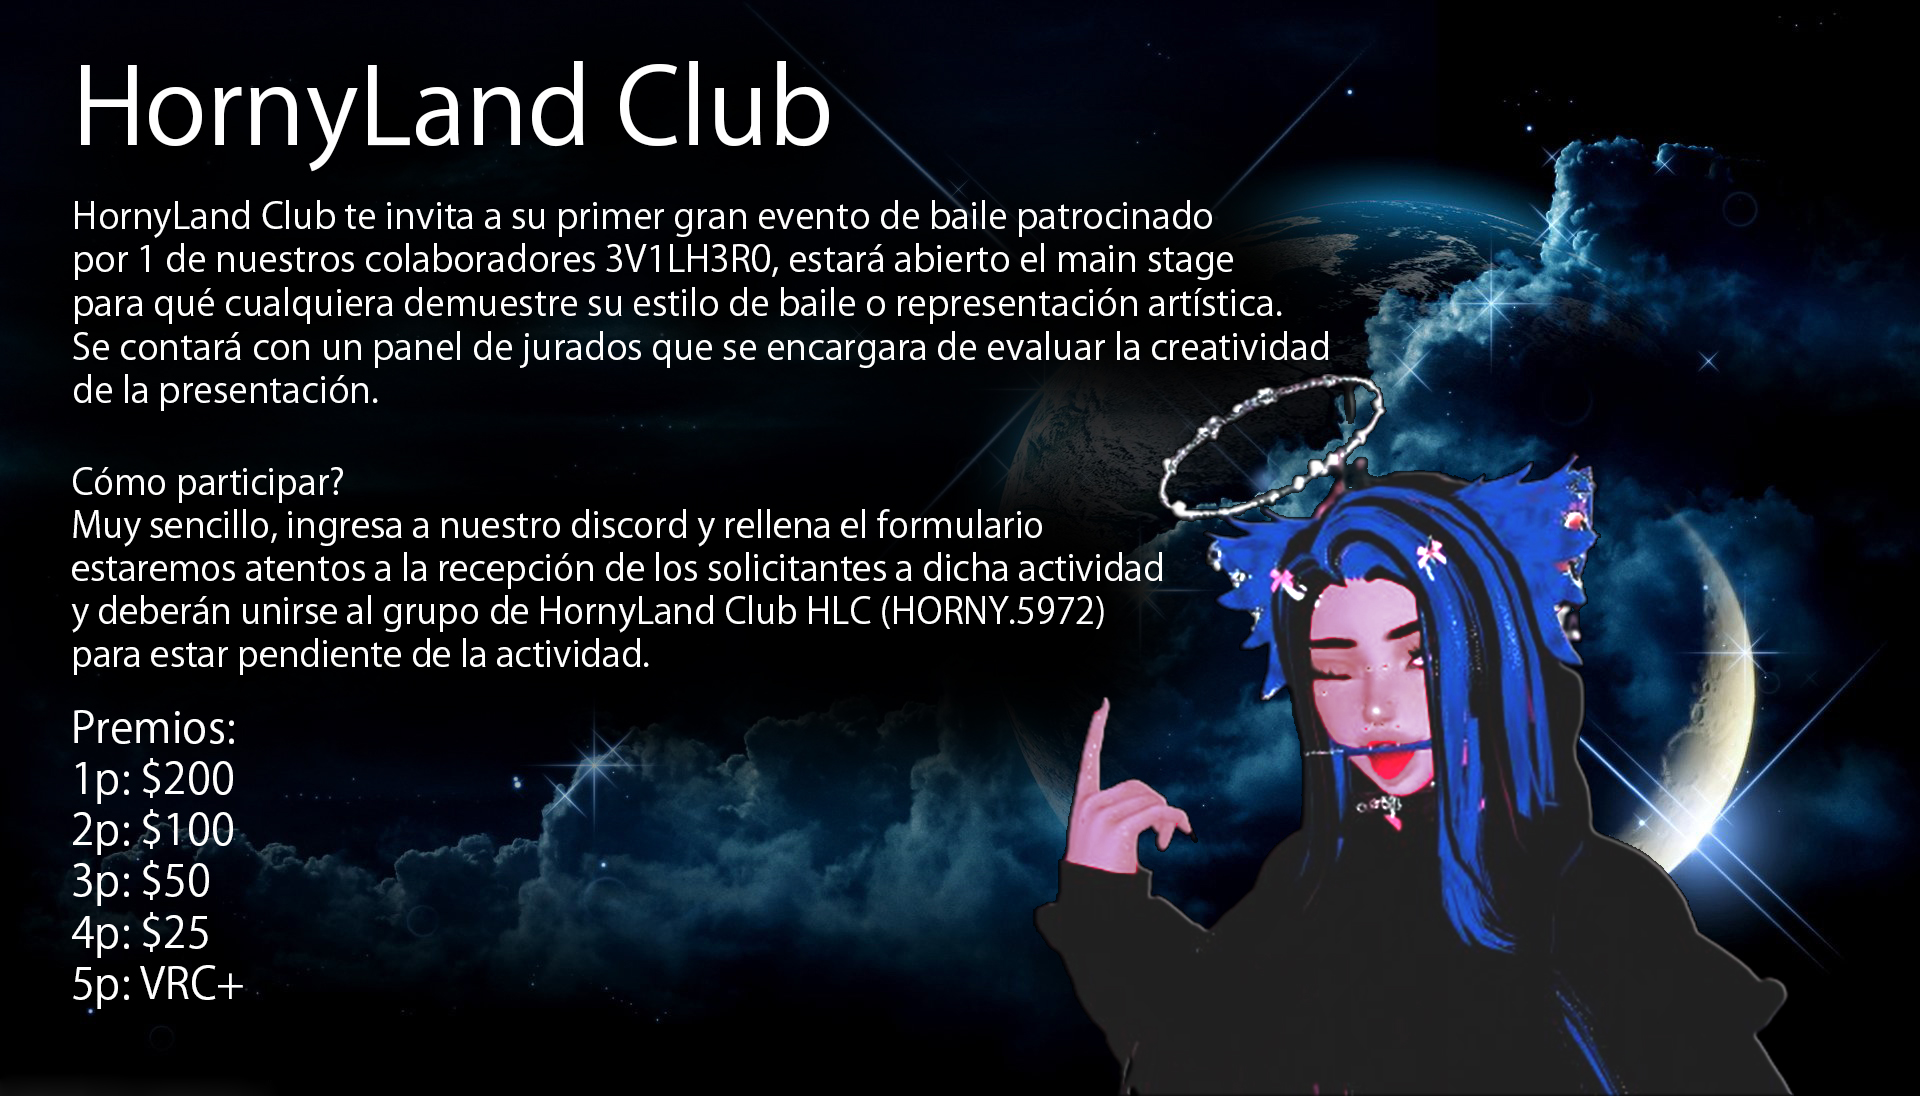 HornyLand Club
HornyLand Club te invita a su primer gran evento de baile patrocinado
por 1 de nuestros colaboradores 3V1LH3R0, estará abierto el main stage
para qué cualquiera demuestre su estilo de baile o representación artística.
Se contará con un panel de jurados que se encargara de evaluar la creatividad
de la presentación.
Cómo participar?
Muy sencillo, ingresa a nuestro discord y rellena el formulario
estaremos atentos a la recepción de los solicitantes a dicha actividad
y deberán unirse al grupo de HornyLand Club HLC (HORNY.5972)
para estar pendiente de la actividad.
Premios:
1p: $200
2p: $100
3p: $50
4p: $25
5p: VRC+